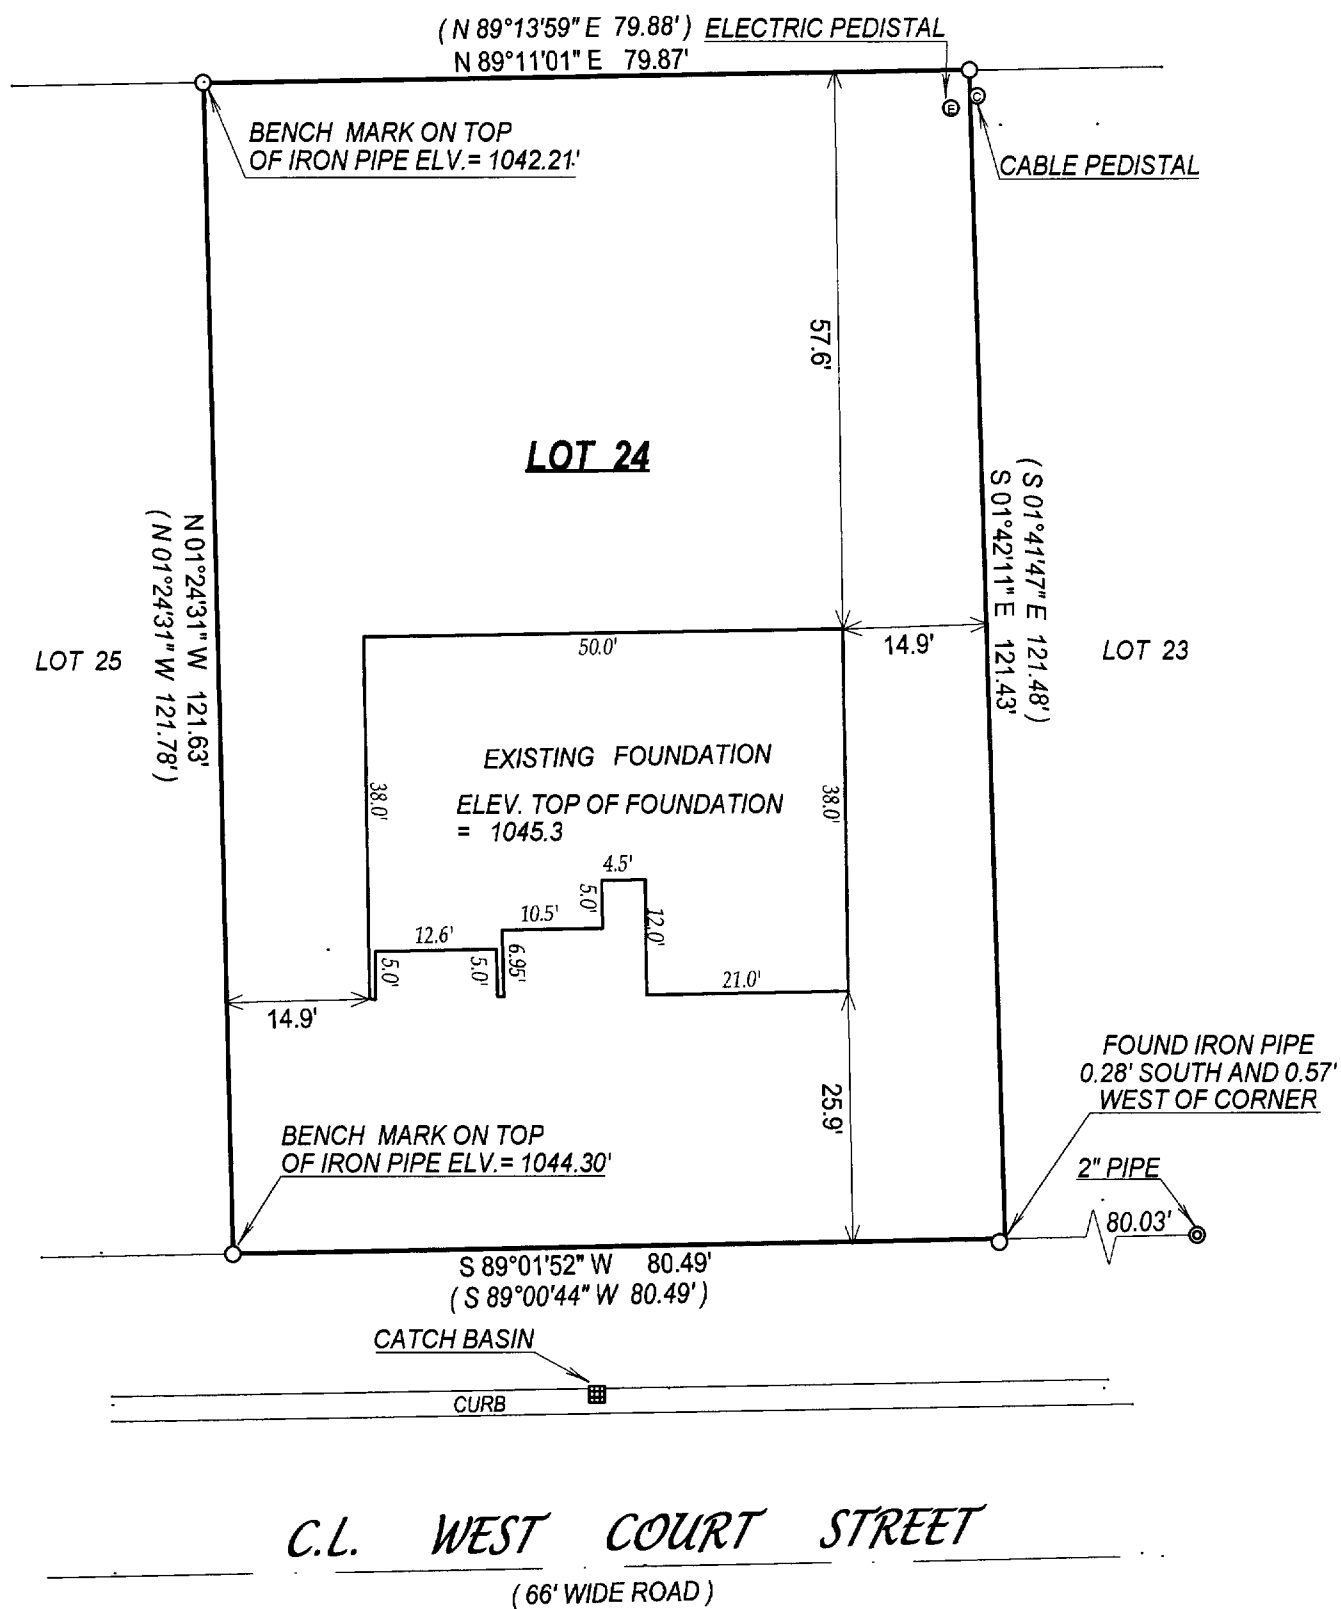 ( N 89°13'59" E 79.88' ) ELECTRIC PEDISTAL
N 89°11'01" E 79.87'
E
C
BENCH MARK ON TOP
OF IRON PIPE ELV.= 1042.21'
CABLE PEDISTAL
57.6'
LOT 24
N 01°24'31" W 121.63'
( N 01°24'31" W 121.78' )
( S 01°41'47" E 121.48' )
S 01°42'11" E 121.43'
LOT 25
50.0'
14.9'
LOT 23
EXISTING FOUNDATION
38.0'
38.0'
ELEV. TOP OF FOUNDATION
= 1045.3
4.5'
5.0'
10.5'
12.0'
12.6'
5.0'
5.0'
6.95'
21.0'
14.9'
25.9'
FOUND IRON PIPE
0.28' SOUTH AND 0.57'
WEST OF CORNER
BENCH MARK ON TOP
OF IRON PIPE ELV.= 1044.30'
2" PIPE
80.03'
S 89°01'52" W 80.49'
( S 89°00'44" W 80.49' )
CATCH BASIN
CURB
C.L. WEST COURT STREET
( 66' WIDE ROAD )